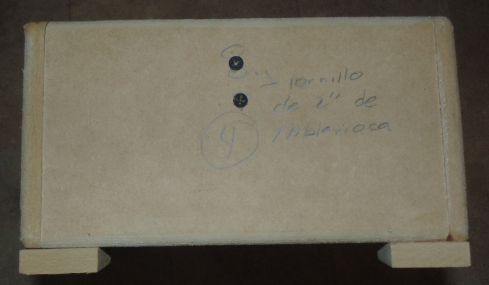 tornillo
de 2" de
tablaroca
4